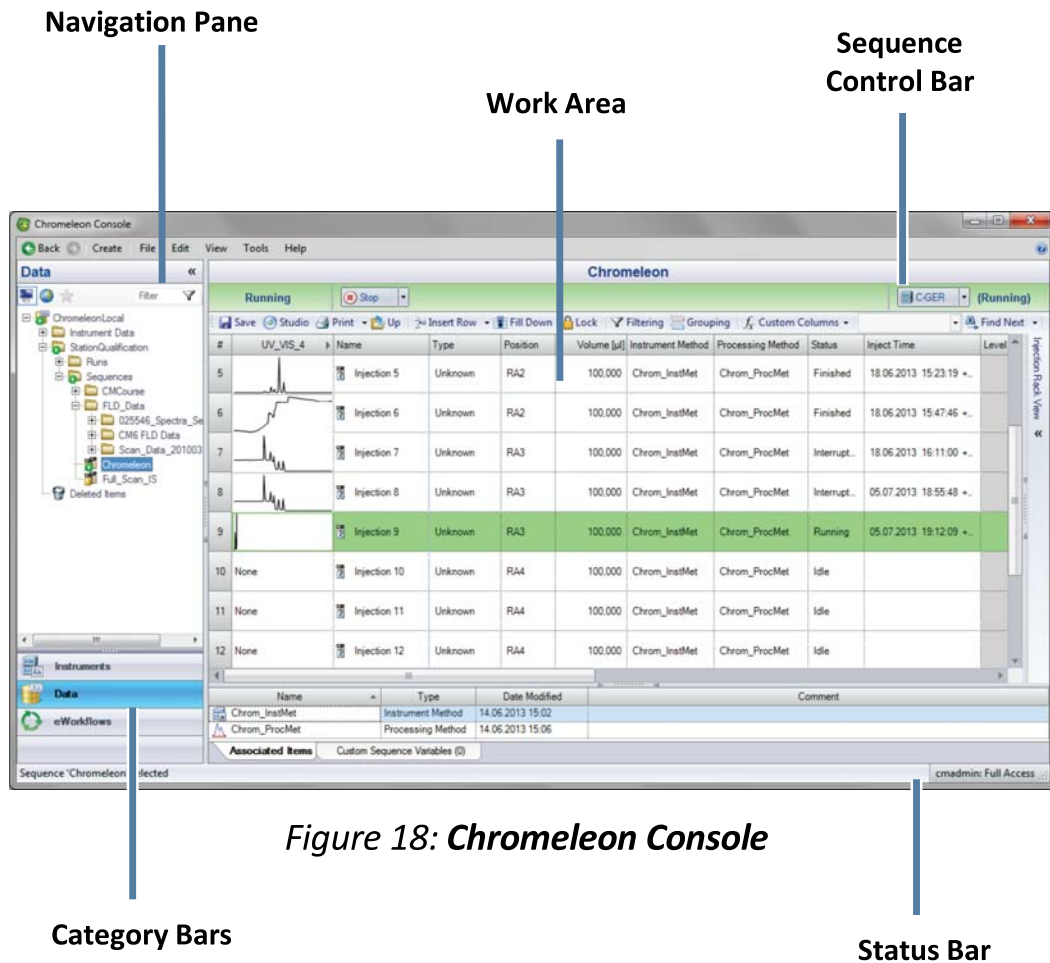 Navigation Pane
Sequence
Control Bar
Work Area
Chromeleon Console
Back Create File Edit View Tools Help
Data «
Chromeleon
Filter
Running Stop C-GER (Running)
Save Studio Print Up Insert Row Fill Down Lock Filtering Grouping fx Custom Columns Find Next
ChromeleonLocal
Instrument Data
StationQualification
Runs
Sequences
CMCourse
FLD_Data
025546_Spectra_Se
CM6 FLD Data
Scan_Data_201003
Chromeleon
Full_Scan_IS
Deleted Items
# UV_VIS_4 Name Type Position Volume [µl] Instrument Method Processing Method Status Inject Time Level
5 Injection 5 Unknown RA2 100,000 Chrom_InstMet Chrom_ProcMet Finished 18.06.2013 15:23:19 +..
6 Injection 6 Unknown RA2 100,000 Chrom_InstMet Chrom_ProcMet Finished 18.06.2013 15:47:46 +..
7 Injection 7 Unknown RA3 100,000 Chrom_InstMet Chrom_ProcMet Interrupt.. 18.06.2013 16:11:00 +..
8 Injection 8 Unknown RA3 100,000 Chrom_InstMet Chrom_ProcMet Interrupt.. 05.07.2013 18:55:48 +..
9 Injection 9 Unknown RA3 100,000 Chrom_InstMet Chrom_ProcMet Running 05.07.2013 19:12:09 +..
10 None Injection 10 Unknown RA4 100,000 Chrom_InstMet Chrom_ProcMet Idle
11 None Injection 11 Unknown RA4 100,000 Chrom_InstMet Chrom_ProcMet Idle
12 None Injection 12 Unknown RA4 100,000 Chrom_InstMet Chrom_ProcMet Idle
Injection Rack View «
Instruments
Data
eWorkflows
Name Type Date Modified Comment
Chrom_InstMet Instrument Method 14.06.2013 15:02
Chrom_ProcMet Processing Method 14.06.2013 15:06
Associated Items Custom Sequence Variables (0)
Sequence 'Chromeleon' selected cmadmin: Full Access
Figure 18: Chromeleon Console
Category Bars
Status Bar